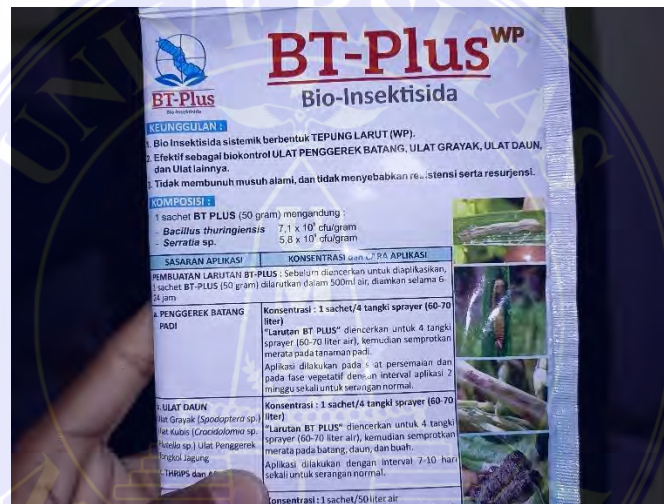 BT-Plus WP
Bio-Insektisida
BT-Plus
Bio Insektisida
KEUNGGULAN :
1. Bio Insektisida sistemik berbentuk TEPUNG LARUT (WP).
2. Efektif sebagai biokontrol ULAT PENGGEREK BATANG, ULAT GRAYAK, ULAT DAUN,
dan Ulat lainnya.
3. Tidak membunuh musuh alami, dan tidak menyebabkan resistensi serta resurjensi.
KOMPOSISI :
1 sachet BT PLUS (50 gram) mengandung :
- Bacillus thuringiensis 7,1 x 10 cfu/gram
- Serratia sp. 5,8 x 10 cfu/gram
SASARAN APLIKASI
KONSENTRASI dan CARA APLIKASI
PEMBUATAN LARUTAN BT-PLUS : Sebelum diencerkan untuk diaplikasikan,
1 sachet BT-PLUS (50 gram) dilarutkan dalam 500ml air, diamkan selama 6-
24 jam
a. PENGGEREK BATANG
PADI
Konsentrasi : 1 sachet/4 tangki sprayer (60-70
liter)
"Larutan BT PLUS" diencerkan untuk 4 tangki
sprayer (60-70 liter air), kemudian semprotkan
merata pada tanaman padi.
Aplikasi dilakukan pada saat persemaian dan
pada fase vegetatif dengan interval aplikasi 2
minggu sekali untuk serangan normal.
ULAT DAUN
Ulat Grayak (Spodoptera sp.)
Ulat Kubis (Crocidolomia sp.
Plutella sp.) Ulat Penggerek
Tongkol Jagung
Konsentrasi : 1 sachet/4 tangki sprayer (60-70
liter)
"Larutan BT PLUS" diencerkan untuk 4 tangki
sprayer (60-70 liter air), kemudian semprotkan
merata pada batang, daun, dan buah.
Aplikasi dilakukan dengan interval 7-10 hari
sekali untuk serangan normal.
THRIPS dan
Konsentrasi : 1 sachet/50 liter air
UNIVERSITAS